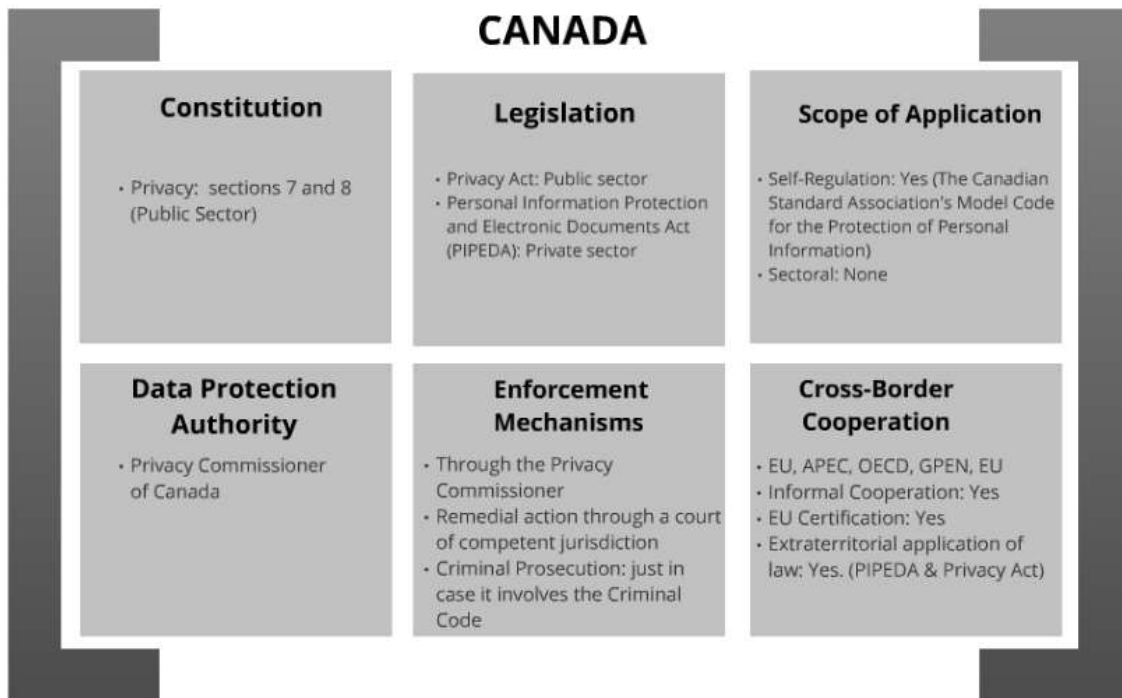 CANADA
Constitution
• Privacy: sections 7 and 8
(Public Sector)
Legislation
• Privacy Act: Public sector
• Personal Information Protection
and Electronic Documents Act
(PIPEDA): Private sector
Scope of Application
• Self-Regulation: Yes (The Canadian
Standard Association's Model Code
for the Protection of Personal
Information)
• Sectoral: None
Data Protection
Authority
• Privacy Commissioner
of Canada
Enforcement
Mechanisms
• Through the Privacy
Commissioner
• Remedial action through a court
of competent jurisdiction
• Criminal Prosecution: just in
case it involves the Criminal
Code
Cross-Border
Cooperation
• EU, APEC, OECD, GPEN, EU
• Informal Cooperation: Yes
• EU Certification: Yes
• Extraterritorial application of
law: Yes. (PIPEDA & Privacy Act)